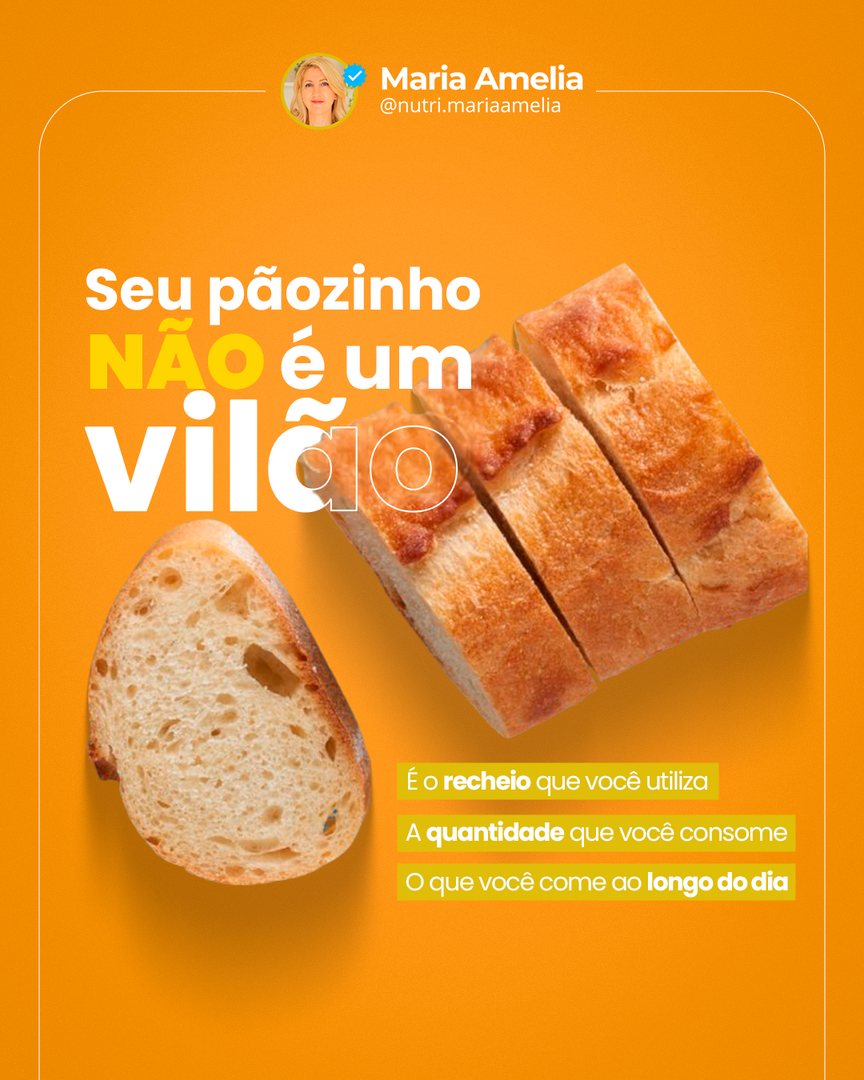 Maria Amelia
@nutri.mariaamelia
Seu pãozinho
NÃO é um
vilão
É o recheio que você utiliza
A quantidade que você consome
O que você come ao longo do dia